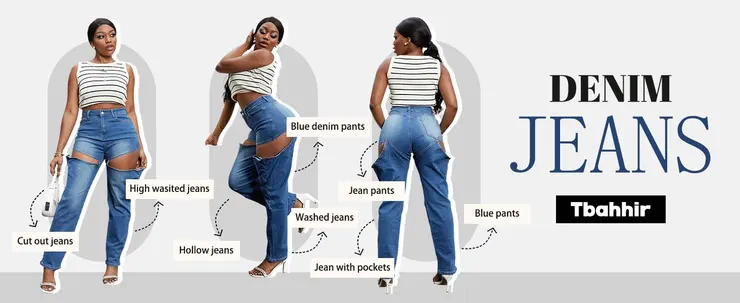 Blue denim pants
High wasited jeans
Jean pants
Washed jeans
Blue pants
Cut out jeans
Hollow jeans
Jean with pockets
DENIM
JEANS
Tbahhir